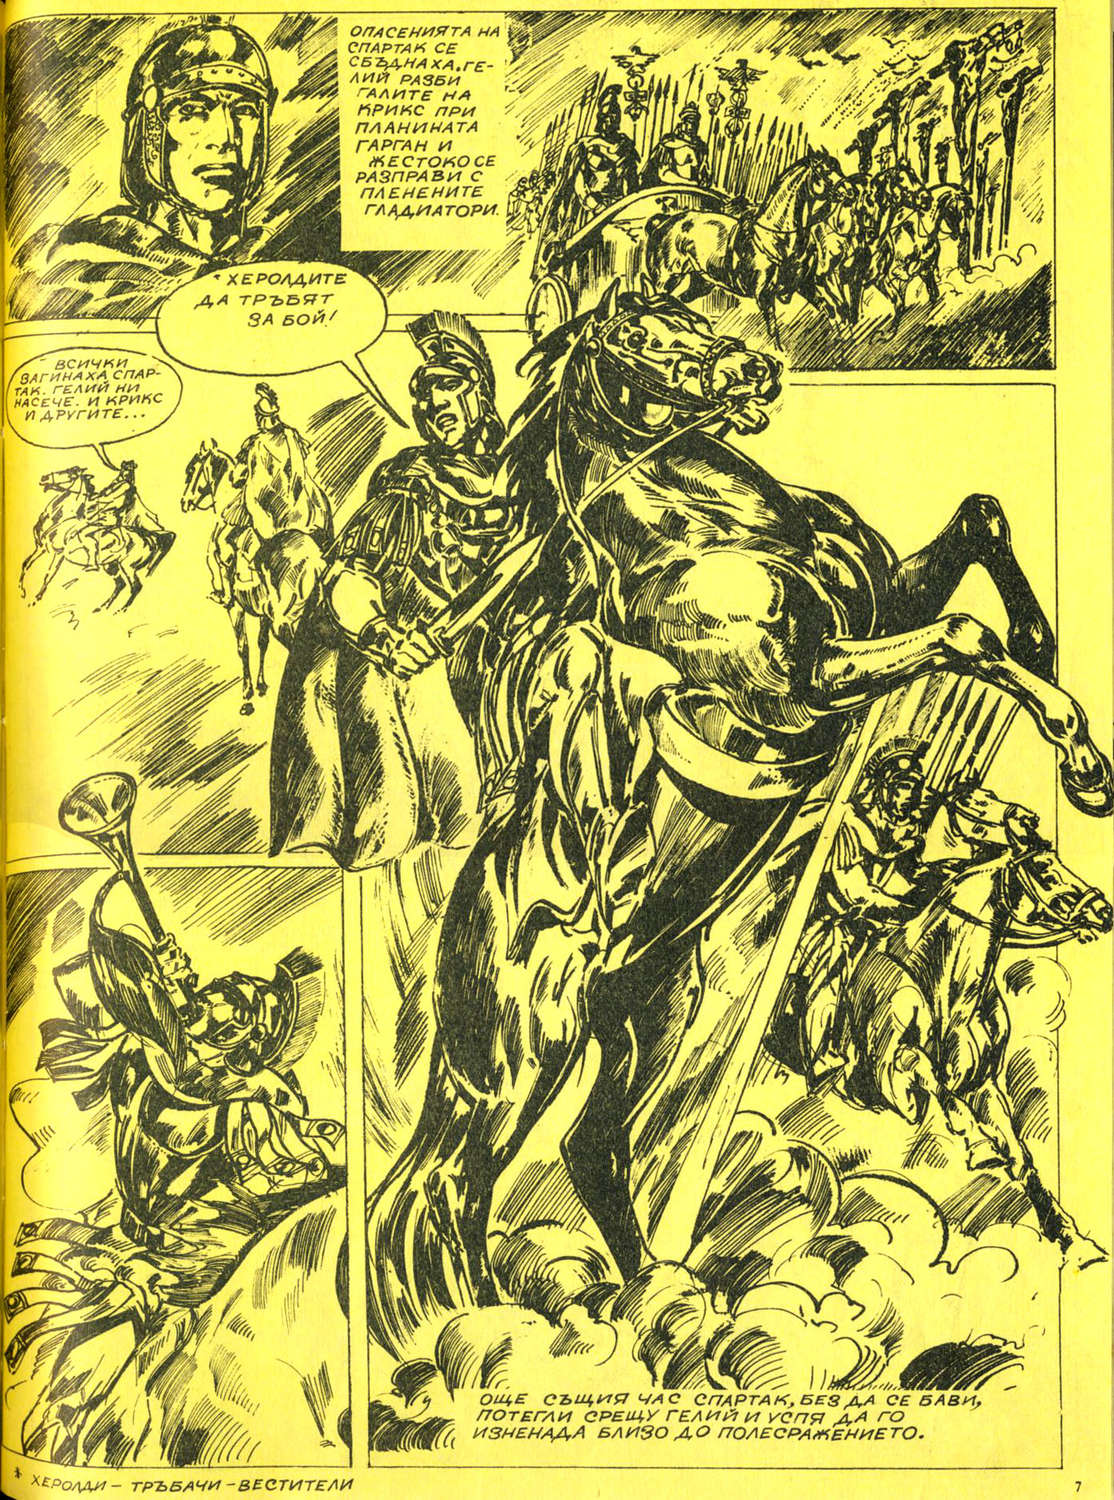 ОПАСЕНИЯТА НА
СПАРТАК СЕ
СБЪДНАХА. ГЕ-
ЛИЙ РАЗБИ
ГАЛИТЕ НА
КРИКС ПРИ
ПЛАНИНАТА
ГАРГАН И
ЖЕСТОКО СЕ
РАЗПРАВИ С
ПЛЕНЕНИТЕ
ГЛАДИАТОРИ.
* ХЕРОЛДИТЕ
ДА ТРЪБЯТ
ЗА БОЙ!
ВСИЧКИ
ЗАГИНАХА СПАР-
ТАК. ГЕЛИЙ НИ
НАСЕЧЕ. И КРИКС
И ДРУГИТЕ...
ОЩЕ СЪЩИЯ ЧАС СПАРТАК, БЕЗ ДА СЕ БАВИ,
ПОТЕГЛИ СРЕЩУ ГЕЛИЙ И УСПЯ ДА ГО
ИЗНЕНАДА БЛИЗО ДО ПОЛЕСРАЖЕНИЕТО.
* ХЕРОЛДИ - ТРЪБАЧИ - ВЕСТИТЕЛИ
7